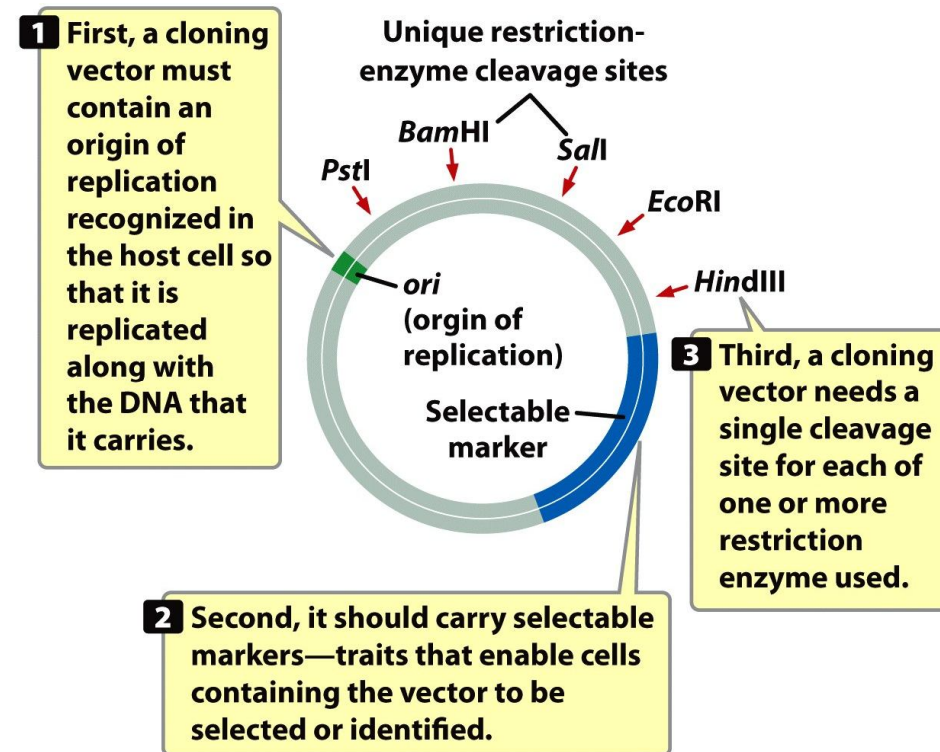 1 First, a cloning
vector must
contain an
origin of
replication
recognized in
the host cell so
that it is
replicated
along with
the DNA that
it carries.
Unique restriction-
enzyme cleavage sites
BamHI
SalI
PstI
EcoRI
HindIII
ori
(orgin of
replication)
Selectable
marker
3 Third, a cloning
vector needs a
single cleavage
site for each of
one or more
restriction
enzyme used.
2 Second, it should carry selectable
markers—traits that enable cells
containing the vector to be
selected or identified.